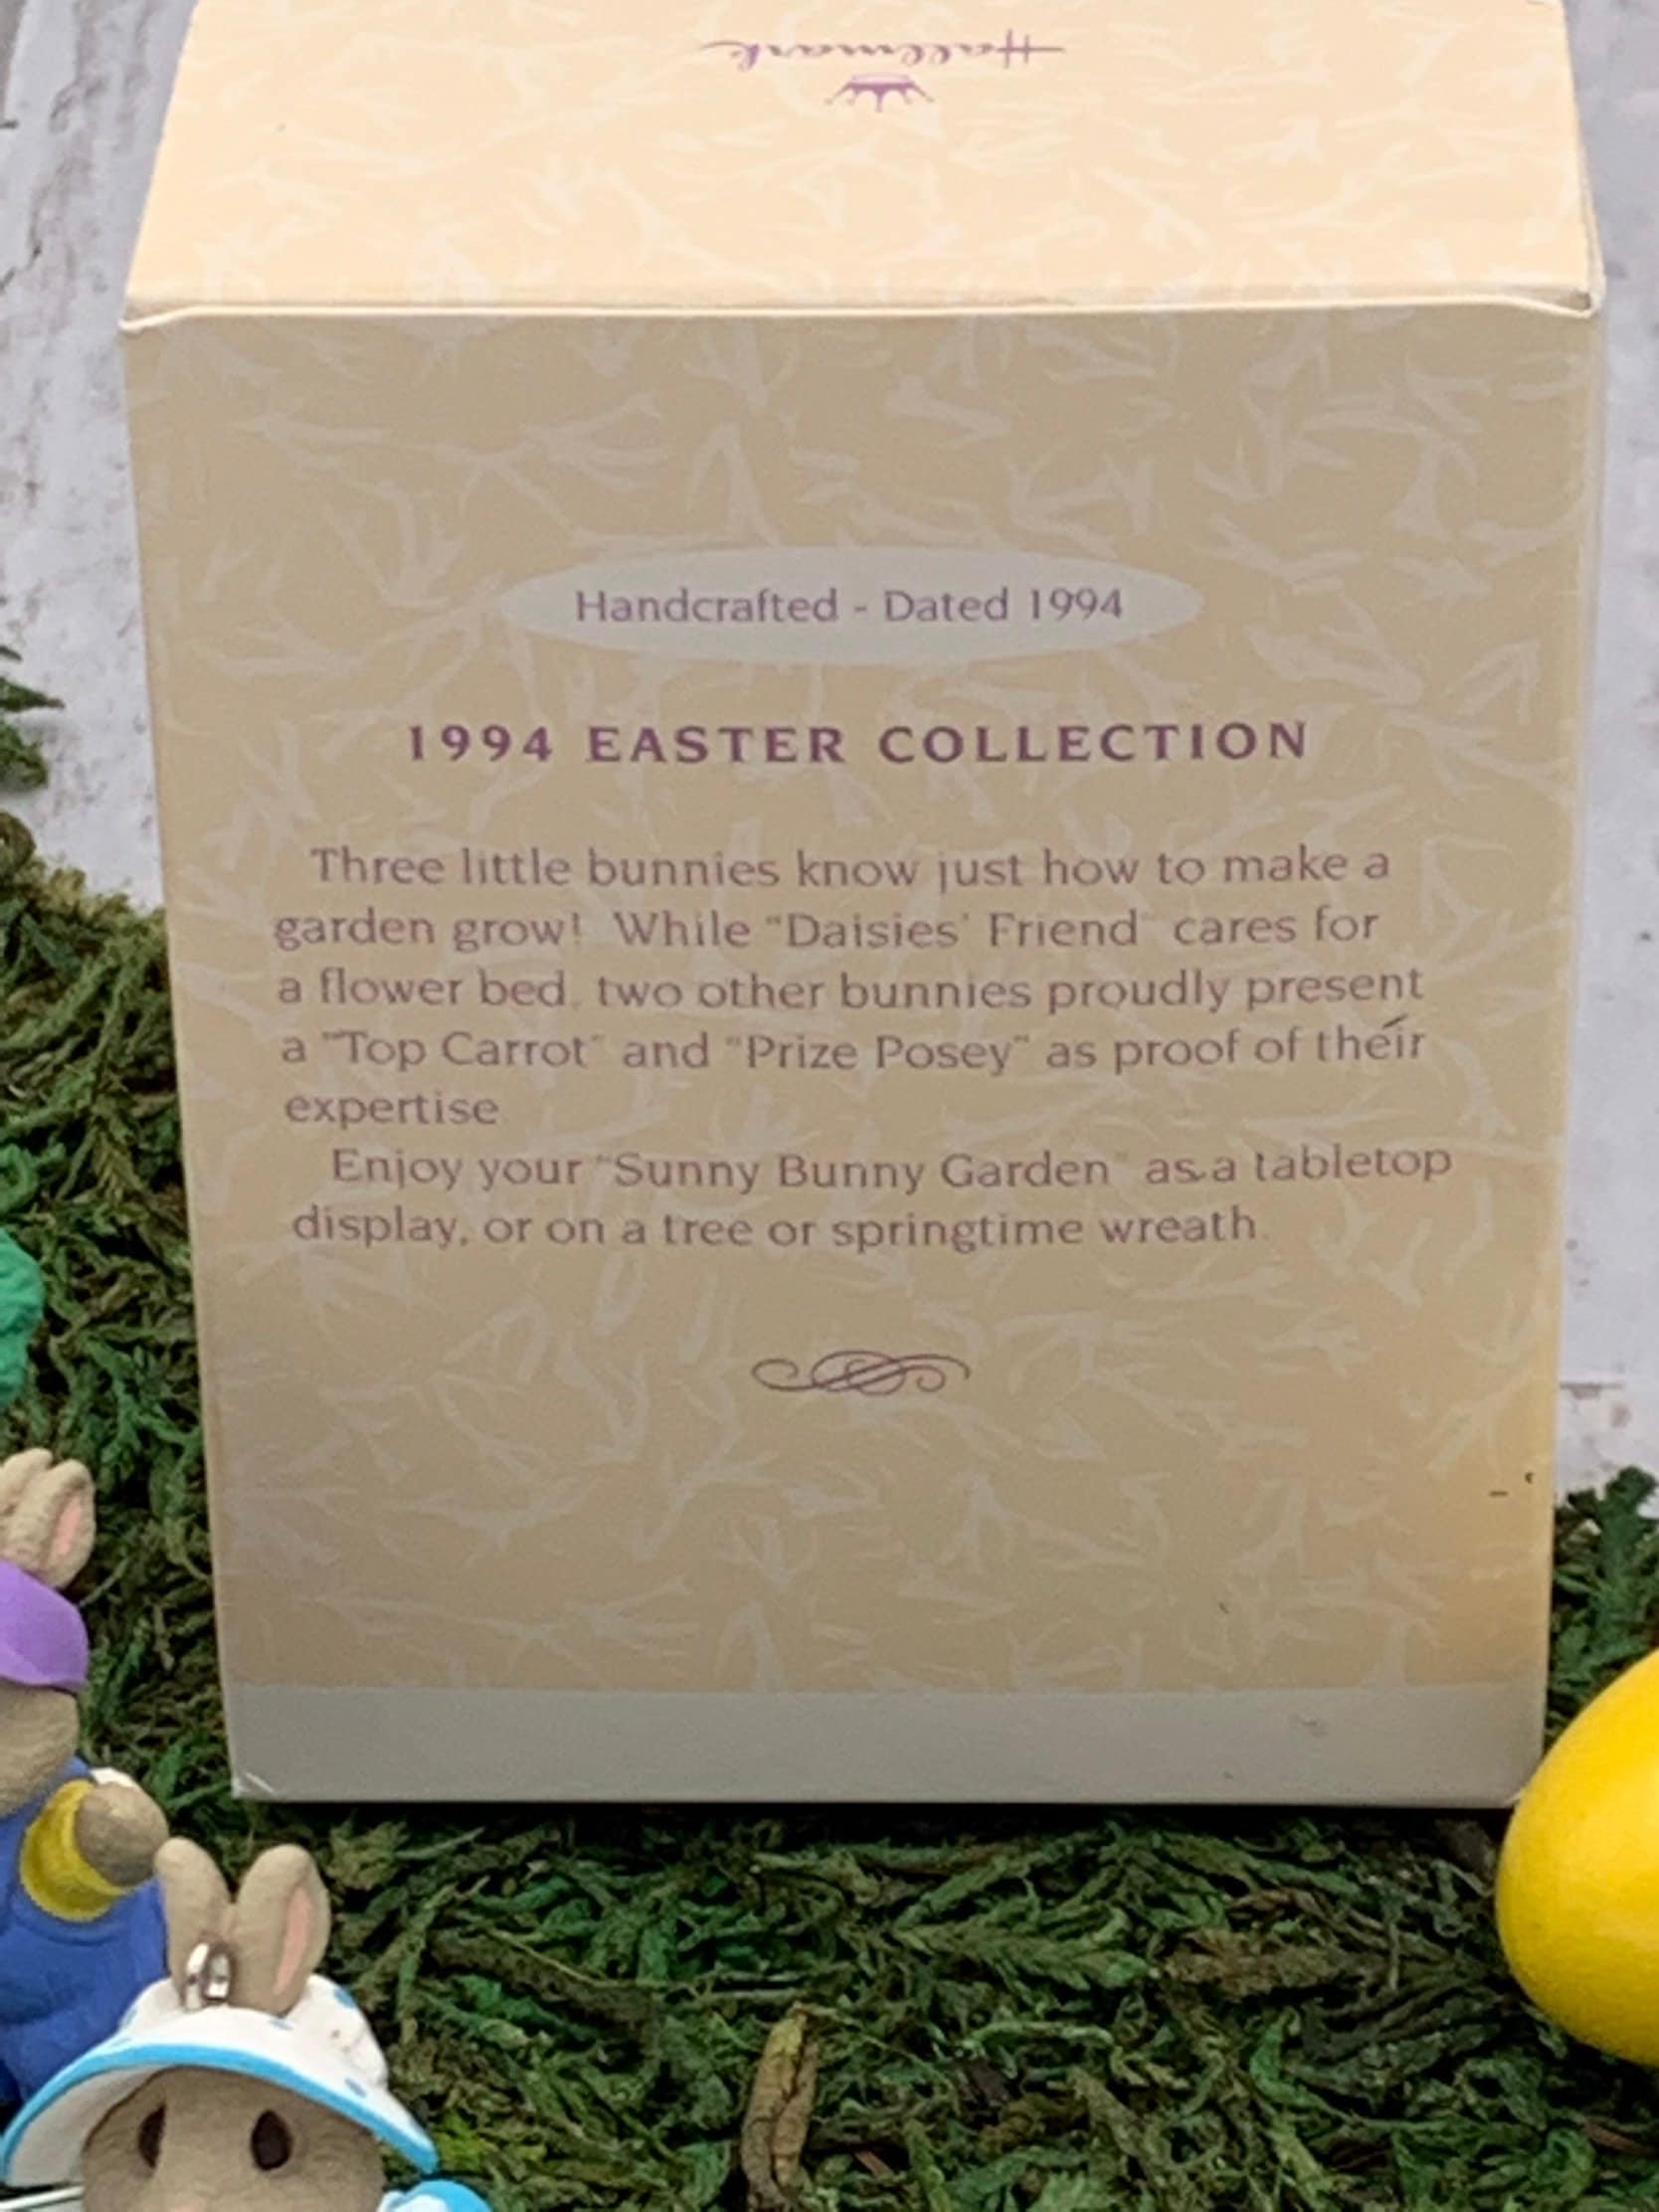 Hallmark
Handcrafted - Dated 1994
1994 EASTER COLLECTION
Three little bunnies know just how to make a
garden grow! While "Daisies' Friend" cares for
a flower bed, two other bunnies proudly present
a "Top Carrot" and "Prize Posey" as proof of their
expertise.
Enjoy your "Sunny Bunny Garden" as a tabletop
display, or on a tree or springtime wreath.